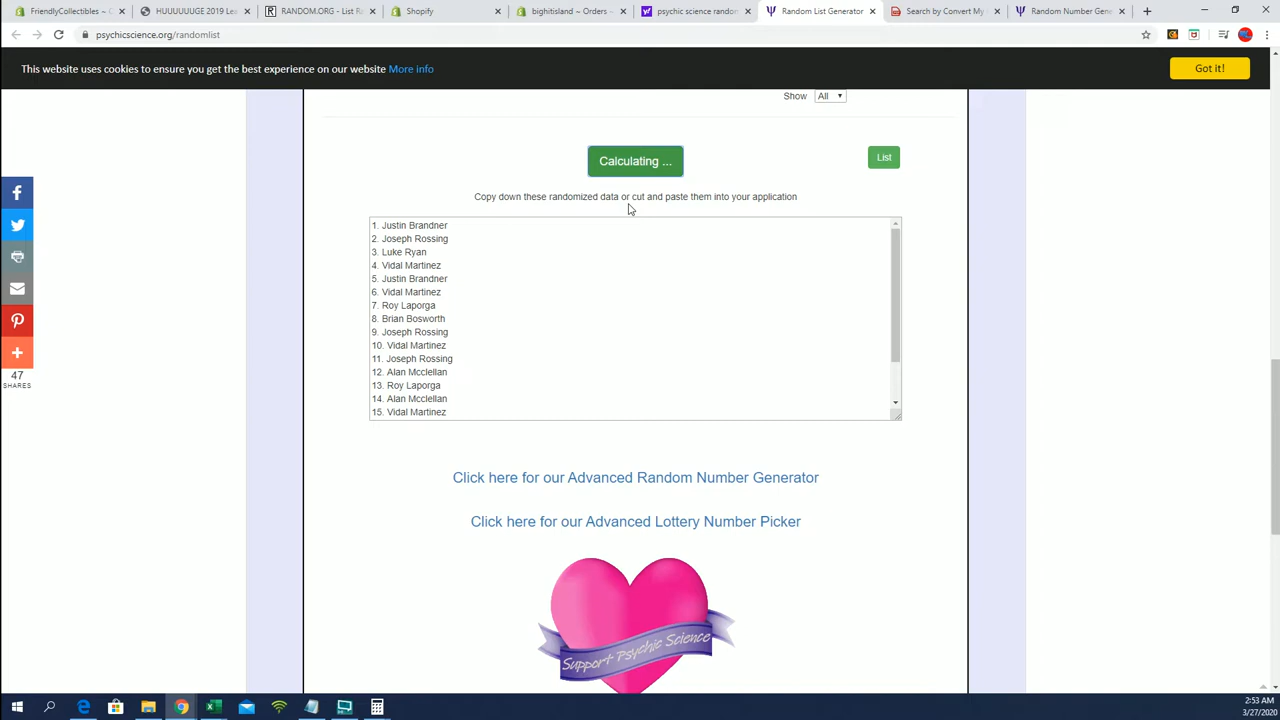 FriendlyCollectibles ~ C
HUUUUUGE 2019 Lea
RANDOM.ORG - List Ra
Shopify
bighitisland ~ Orders ~
psychic science random
Random List Generator
Search by Convert My
Random Number Gene
psychicscience.org/randomlist
This website uses cookies to ensure you get the best experience on our website More info
Got it!
Show All
Calculating ...
List
Copy down these randomized data or cut and paste them into your application
1. Justin Brandner
2. Joseph Rossing
3. Luke Ryan
4. Vidal Martinez
5. Justin Brandner
6. Vidal Martinez
7. Roy Laporga
8. Brian Bosworth
9. Joseph Rossing
10. Vidal Martinez
11. Joseph Rossing
12. Alan Mcclellan
13. Roy Laporga
14. Alan Mcclellan
15. Vidal Martinez
47
SHARES
Click here for our Advanced Random Number Generator
Click here for our Advanced Lottery Number Picker
Support Psychic Science
2:53 AM
3/27/2020